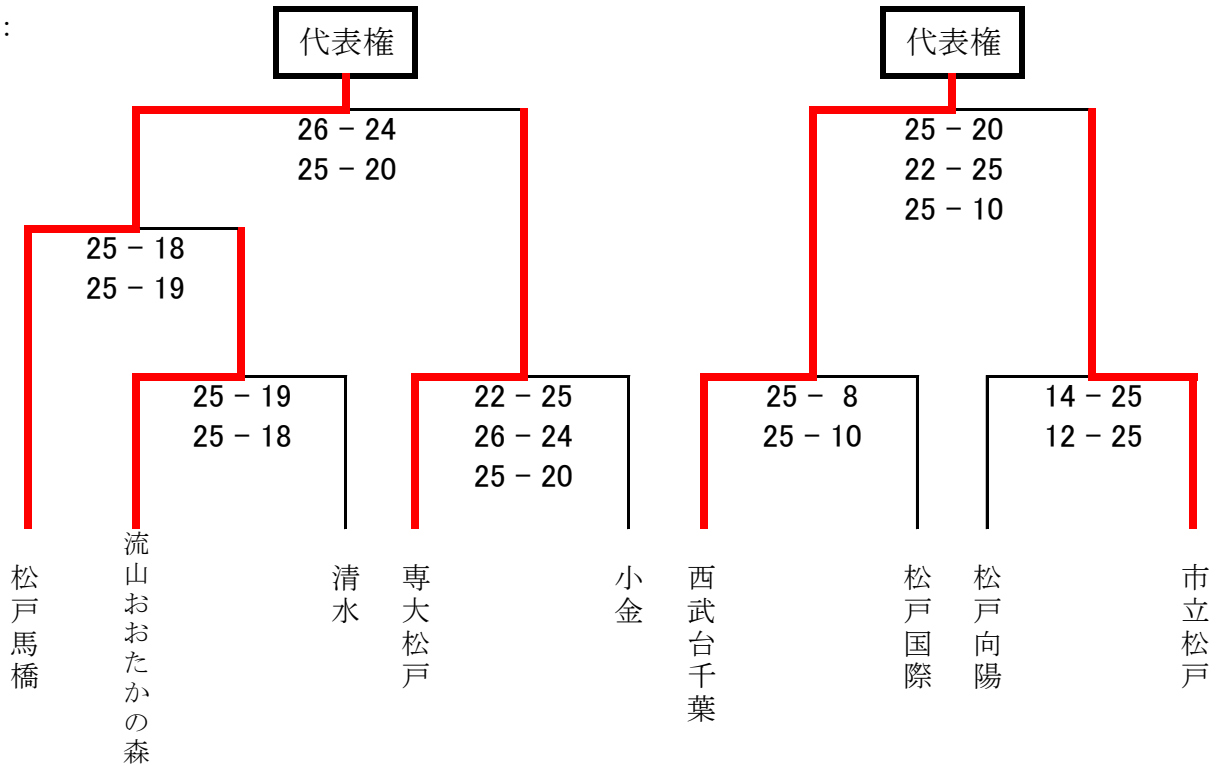 :
代表権
代表権
26 - 24
25 - 20
25 - 20
22 - 25
25 - 10
25 - 18
25 - 19
25 - 19
25 - 18
22 - 25
26 - 24
25 - 20
25 - 8
25 - 10
14 - 25
12 - 25
松戸馬橋
流山おおたかの森
清水
専大松戸
小金
西武台千葉
松戸国際
松戸向陽
市立松戸